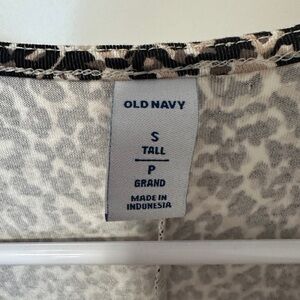 OLD NAVY
S
TALL
P
GRAND
MADE IN
INDONESIA